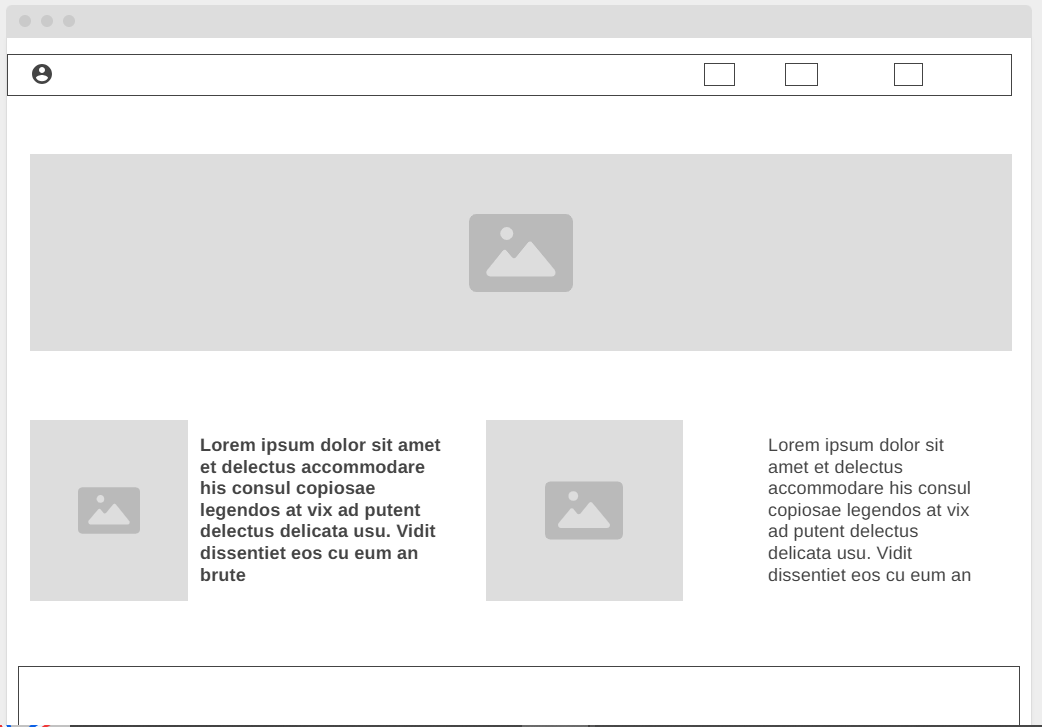 Lorem ipsum dolor sit amet
et delectus accommodare
his consul copiosae
legendos at vix ad putent
delectus delicata usu. Vidit
dissentiet eos cu eum an
brute
Lorem ipsum dolor sit
amet et delectus
accommodare his consul
copiosae legendos at vix
ad putent delectus
delicata usu. Vidit
dissentiet eos cu eum an